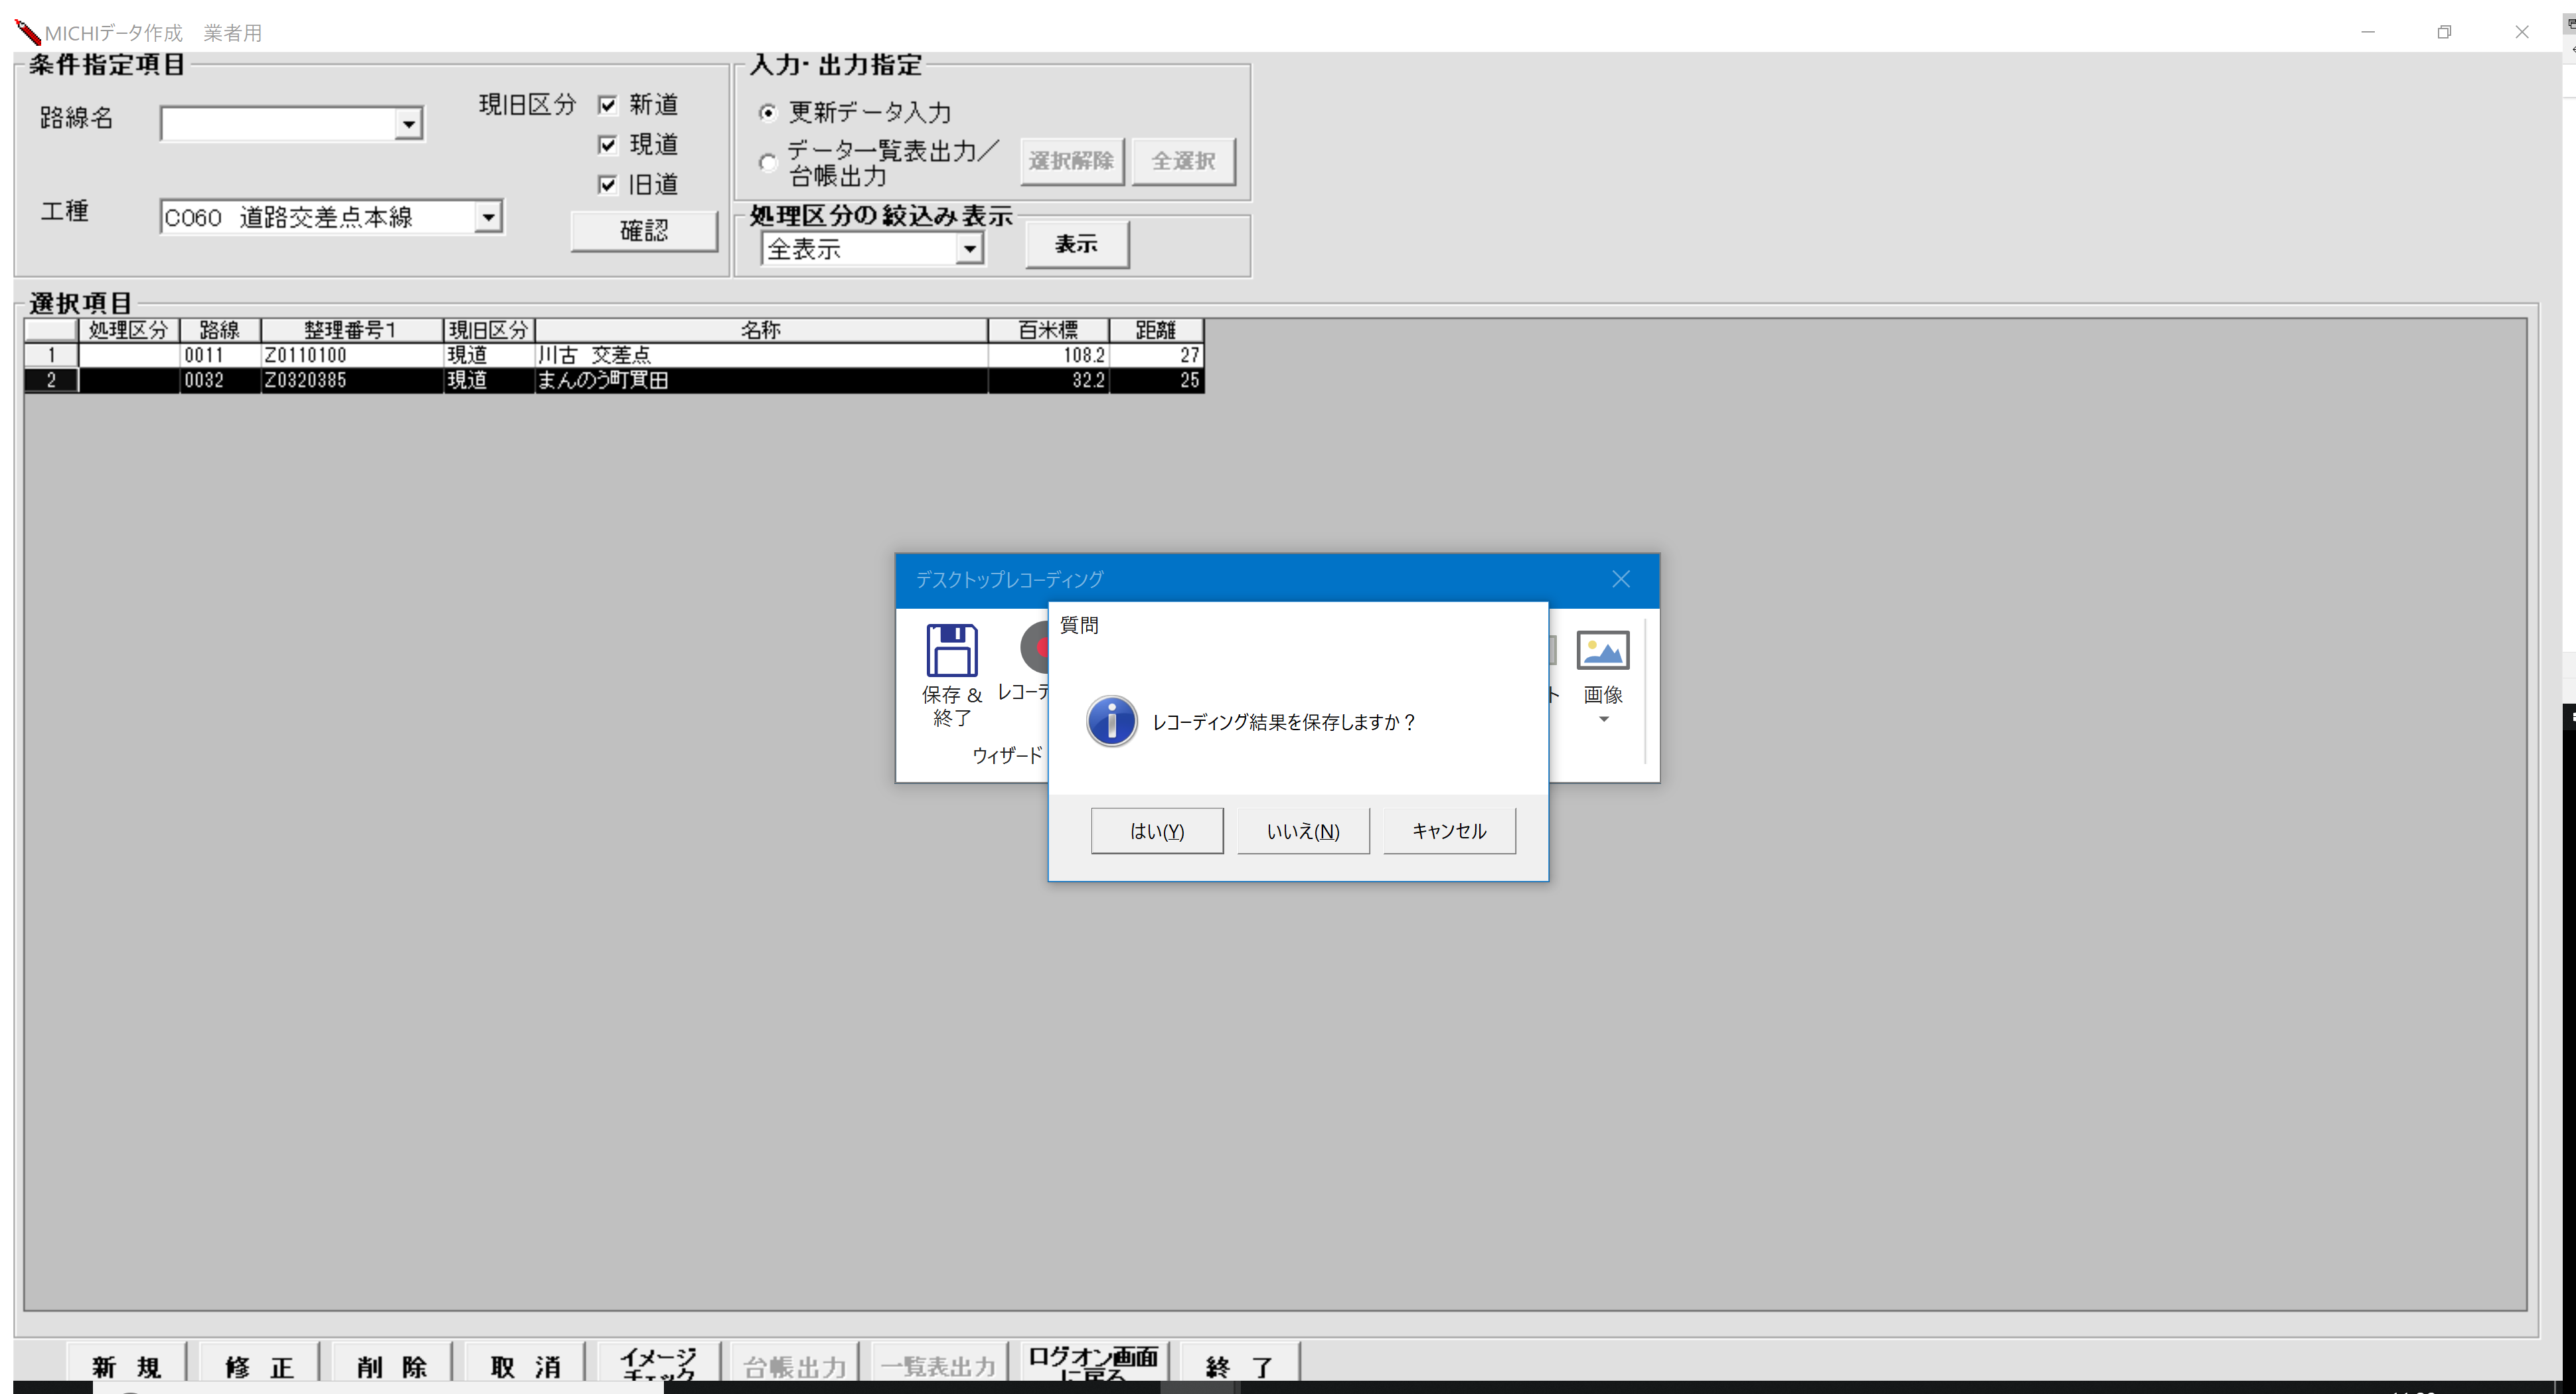 MICHIデータ作成　業者用
条件指定項目
路線名
現旧区分
新道
現道
旧道
工種
C060　道路交差点本線
確認
入力・出力指定
更新データ入力
データ一覧表出力／
台帳出力
選択解除
全選択
処理区分の絞込み表示
全表示
表示
選択項目
処理区分 路線 整理番号1 現旧区分 名称 百米標 距離
1 0011 Z0110100 現道 川古　交差点 108.2 27
2 0032 Z0320385 現道 まんのう町買田 32.2 25
デスクトップレコーディング
保存 &
終了
レコーデ
ト
画像
ウィザード
質問
レコーディング結果を保存しますか？
はい(Y)
いいえ(N)
キャンセル
新　規
修　正
削　除
取　消
イメージ
チェック
台帳出力
一覧表出力
ログオン画面
に戻る
終　了